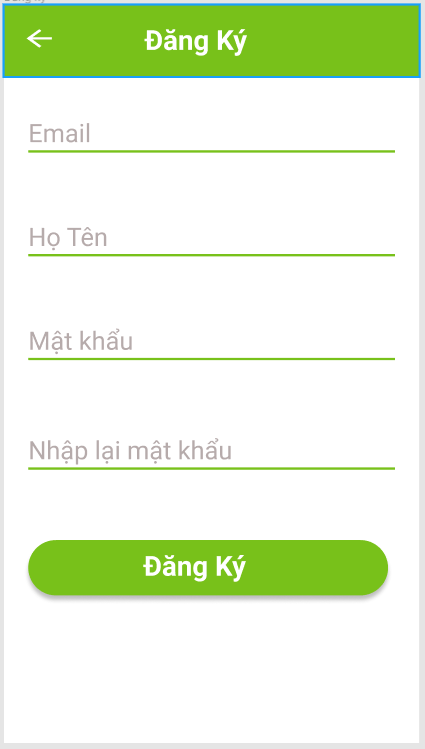 Đăng Ký
Email
Họ Tên
Mật khẩu
Nhập lại mật khẩu
Đăng Ký